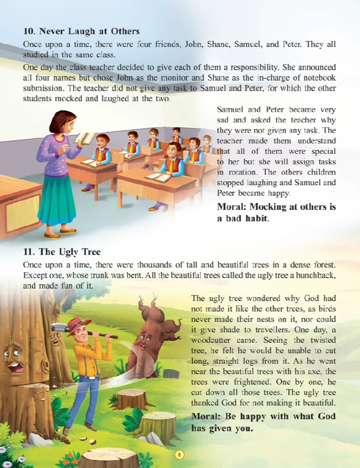 10. Never Laugh at Others
Once upon a time, there were four friends, John, Shane, Samuel, and Peter. They all
studied in the same class.
One day the class teacher decided to give each of them a responsibility. She announced
all four names but chose John as the monitor and Shane as the in-charge of notebook
submission. The teacher did not give any task to Samuel and Peter, for which the other
students mocked and laughed at the two.
Samuel and Peter became very
sad and asked the teacher why
they were not given any task. The
teacher made them understand
that all of them were special
to her but she will assign tasks
in rotation. The others children
stopped laughing and Samuel and
Peter became happy.
Moral: Mocking at others is
a bad habit.
11. The Ugly Tree
Once upon a time, there were thousands of tall and beautiful trees in a dense forest.
Except one, whose trunk was bent. All the beautiful trees called the ugly tree a hunchback,
and made fun of it.
The ugly tree wondered why God had
not made it like the other trees, as birds
never made their nests on it, nor could
it give shade to travellers. One day, a
woodcutter came. Seeing the twisted
tree, he felt he would be unable to cut
long, straight logs from it. As he went
near the beautiful trees with his axe, the
trees were frightened. One by one, he
cut down all those trees. The ugly tree
thanked God for not making it beautiful.
Moral: Be happy with what God
has given you.